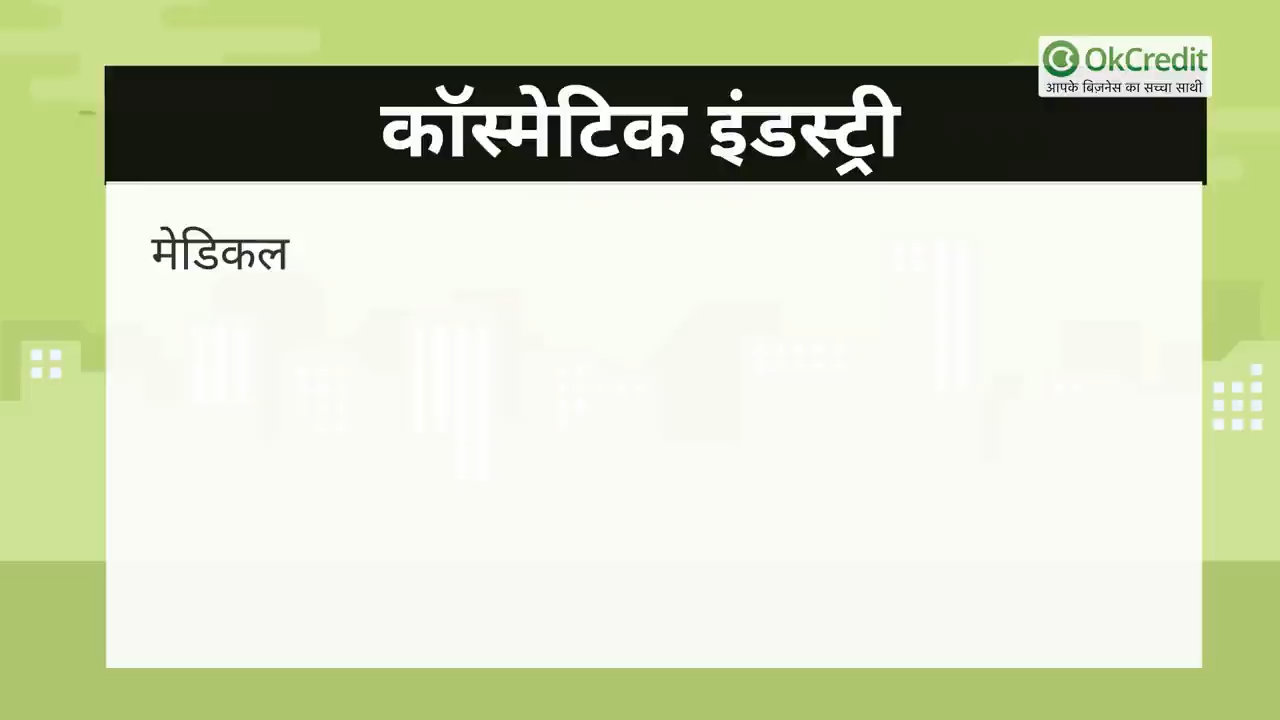 OkCredit
आपके बिज़नेस का सच्चा साथी
कॉस्मेटिक इंडस्ट्री
मेडिकल